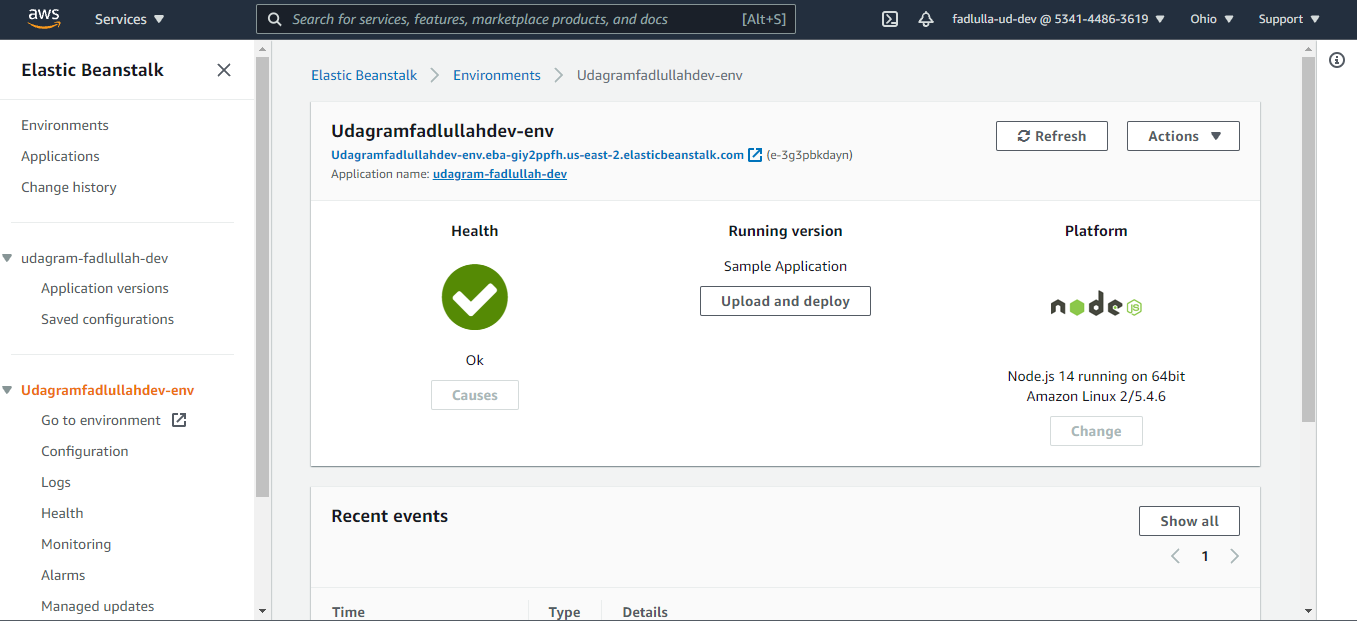 aws
Services
Search for services, features, marketplace products, and docs
[Alt+S]
fadlulla-ud-dev @ 5341-4486-3619
Ohio
Support
Elastic Beanstalk
Environments
Applications
Change history
udagram-fadlullah-dev
Application versions
Saved configurations
Udagramfadlullahdev-env
Go to environment
Configuration
Logs
Health
Monitoring
Alarms
Managed updates
Elastic Beanstalk
Environments
Udagramfadlullahdev-env
Udagramfadlullahdev-env
Udagramfadlullahdev-env.eba-giy2ppfh.us-east-2.elasticbeanstalk.com (e-3g3pbkdayn)
Application name: udagram-fadlullah-dev
Refresh
Actions
Health
Ok
Causes
Running version
Sample Application
Upload and deploy
Platform
node JS
Node.js 14 running on 64bit
Amazon Linux 2/5.4.6
Change
Recent events
Show all
1
Time
Type
Details